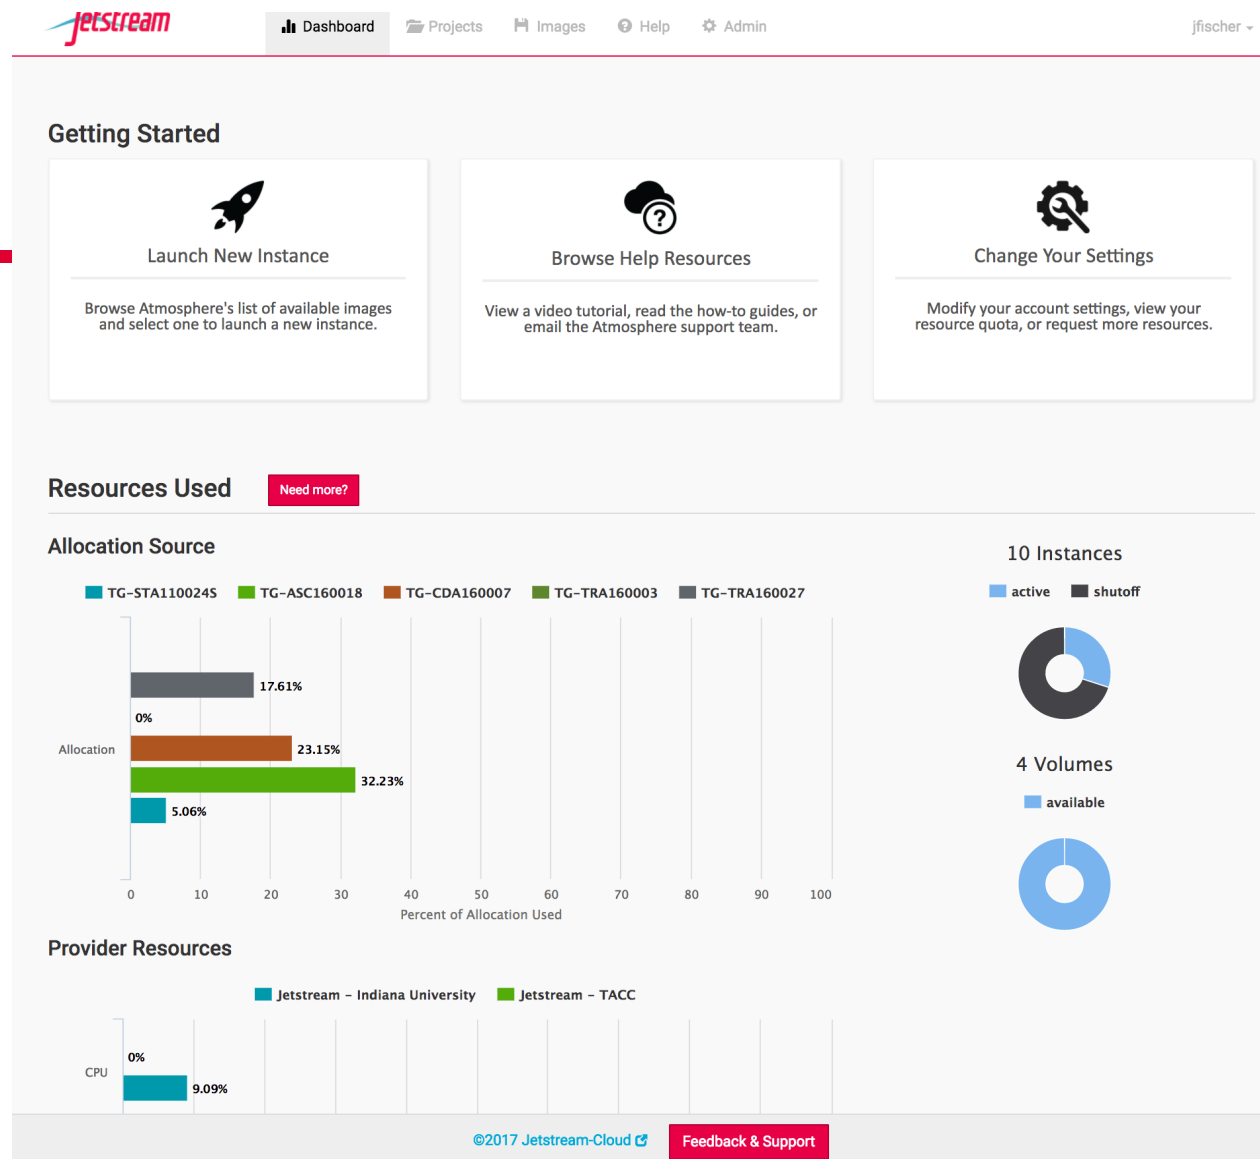 Jetstream
Dashboard Projects Images Help Admin jfischer
Getting Started
Launch New Instance
Browse Atmosphere's list of available images
and select one to launch a new instance.
Browse Help Resources
View a video tutorial, read the how-to guides, or
email the Atmosphere support team.
Change Your Settings
Modify your account settings, view your
resource quota, or request more resources.
Resources Used Need more?
Allocation Source
TG-STA110024S TG-ASC160018 TG-CDA160007 TG-TRA160003 TG-TRA160027
17.61%
0%
Allocation 23.15%
32.23%
5.06%
0 10 20 30 40 50 60 70 80 90 100
Percent of Allocation Used
10 Instances
active shutoff
4 Volumes
available
Provider Resources
Jetstream - Indiana University Jetstream - TACC
0%
CPU
9.09%
©2017 Jetstream-Cloud Feedback & Support